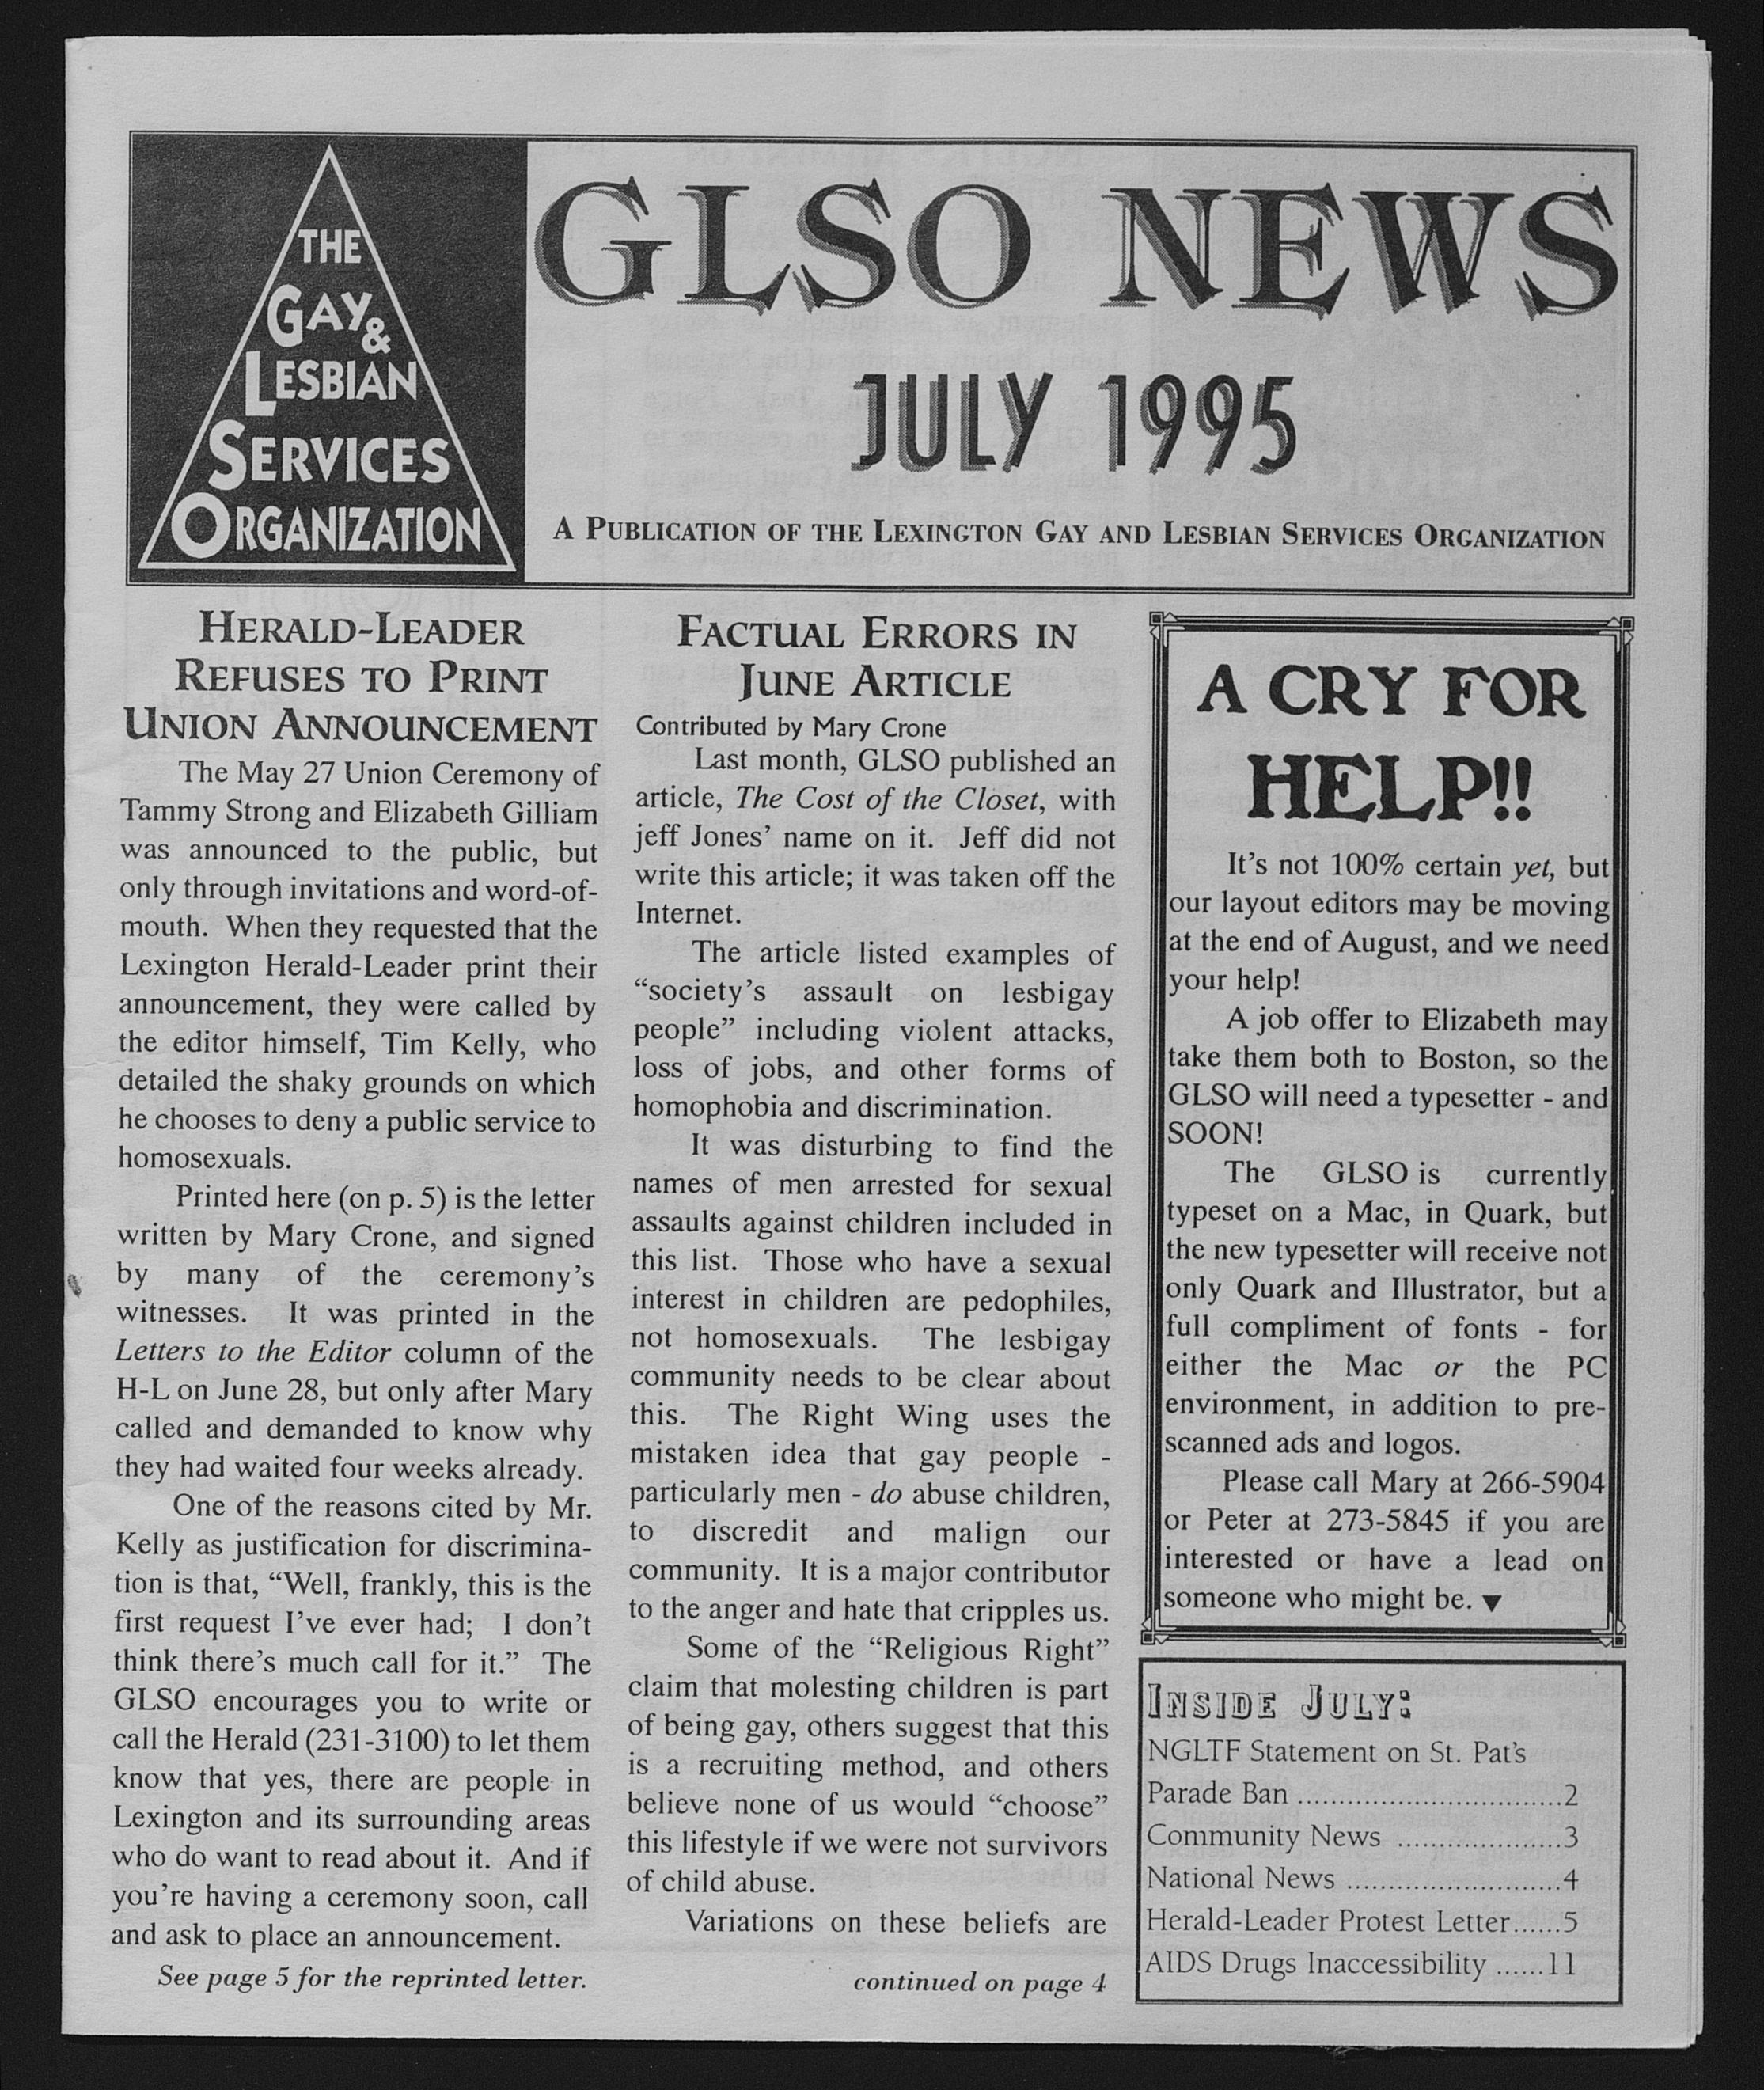 THE
GAY &
LESBIAN
SERVICES
ORGANIZATION
GLSO NEWS
JULY 1995
A PUBLICATION OF THE LEXINGTON GAY AND LESBIAN SERVICES ORGANIZATION
HERALD-LEADER
REFUSES TO PRINT
UNION ANNOUNCEMENT
The May 27 Union Ceremony of
Tammy Strong and Elizabeth Gilliam
was announced to the public, but
only through invitations and word-of-
mouth. When they requested that the
Lexington Herald-Leader print their
announcement, they were called by
the editor himself, Tim Kelly, who
detailed the shaky grounds on which
he chooses to deny a public service to
homosexuals.
Printed here (on p. 5) is the letter
written by Mary Crone, and signed
by many of the ceremony's
witnesses. It was printed in the
Letters to the Editor column of the
H-L on June 28, but only after Mary
called and demanded to know why
they had waited four weeks already.
One of the reasons cited by Mr.
Kelly as justification for discrimina-
tion is that, “Well, frankly, this is the
first request I've ever had; I don't
think there's much call for it.” The
GLSO encourages you to write or
call the Herald (231-3100) to let them
know that yes, there are people in
Lexington and its surrounding areas
who do want to read about it. And if
you're having a ceremony soon, call
and ask to place an announcement.
See page 5 for the reprinted letter.
FACTUAL ERRORS IN
JUNE ARTICLE
Contributed by Mary Crone
Last month, GLSO published an
article, The Cost of the Closet, with
jeff Jones' name on it. Jeff did not
write this article; it was taken off the
Internet.
The article listed examples of
“society's assault on lesbigay
people” including violent attacks,
loss of jobs, and other forms of
homophobia and discrimination.
It was disturbing to find the
names of men arrested for sexual
assaults against children included in
this list. Those who have a sexual
interest in children are pedophiles,
not homosexuals. The lesbigay
community needs to be clear about
this. The Right Wing uses the
mistaken idea that gay people -
particularly men - do abuse children,
to discredit and malign our
community. It is a major contributor
to the anger and hate that cripples us.
Some of the “Religious Right”
claim that molesting children is part
of being gay, others suggest that this
is a recruiting method, and others
believe none of us would “choose”
this lifestyle if we were not survivors
of child abuse.
Variations on these beliefs are
continued on page 4
A CRY FOR
HELP!!
It's not 100% certain yet, but
our layout editors may be moving
at the end of August, and we need
your help!
A job offer to Elizabeth may
take them both to Boston, so the
GLSO will need a typesetter - and
SOON!
The GLSO is currently
typeset on a Mac, in Quark, but
the new typesetter will receive not
only Quark and Illustrator, but a
full compliment of fonts - for
either the Mac or the PC
environment, in addition to pre-
scanned ads and logos.
Please call Mary at 266-5904
or Peter at 273-5845 if you are
interested or have a lead on
someone who might be. ▼
INSIDE JULY:
NGLTF Statement on St. Pat's
Parade Ban ................................2
Community News ....................3
National News ..........................4
Herald-Leader Protest Letter......5
AIDS Drugs Inaccessibility ......11